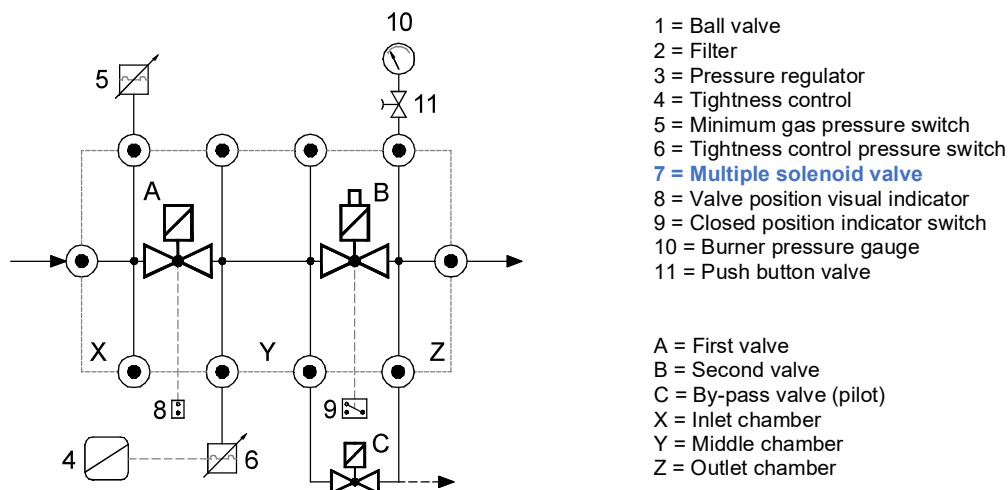 10
5
11
A
B
X
Y
Z
8
9
C
4
6
1 = Ball valve
2 = Filter
3 = Pressure regulator
4 = Tightness control
5 = Minimum gas pressure switch
6 = Tightness control pressure switch
7 = Multiple solenoid valve
8 = Valve position visual indicator
9 = Closed position indicator switch
10 = Burner pressure gauge
11 = Push button valve
A = First valve
B = Second valve
C = By-pass valve (pilot)
X = Inlet chamber
Y = Middle chamber
Z = Outlet chamber